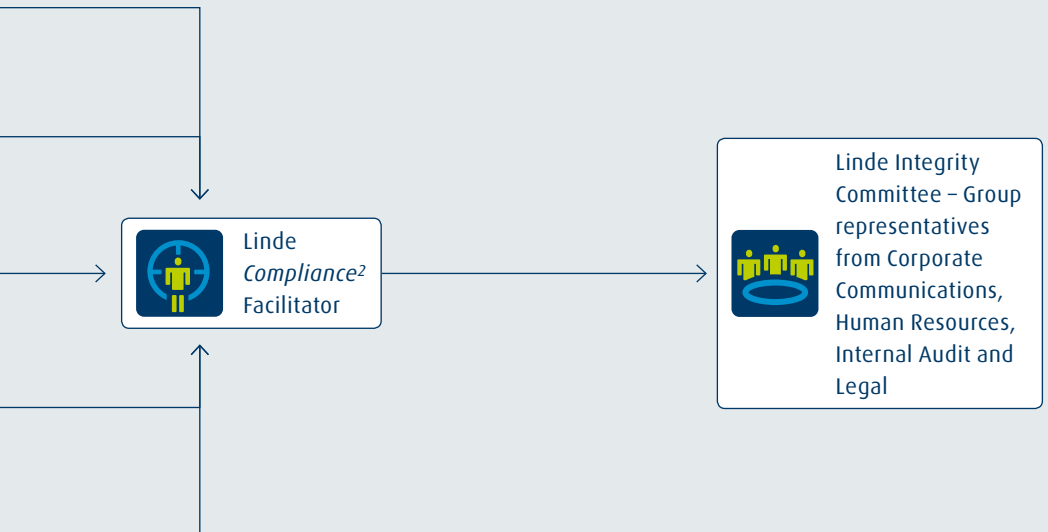 Linde
Compliance²
Facilitator
Linde Integrity
Committee – Group
representatives
from Corporate
Communications,
Human Resources,
Internal Audit and
Legal